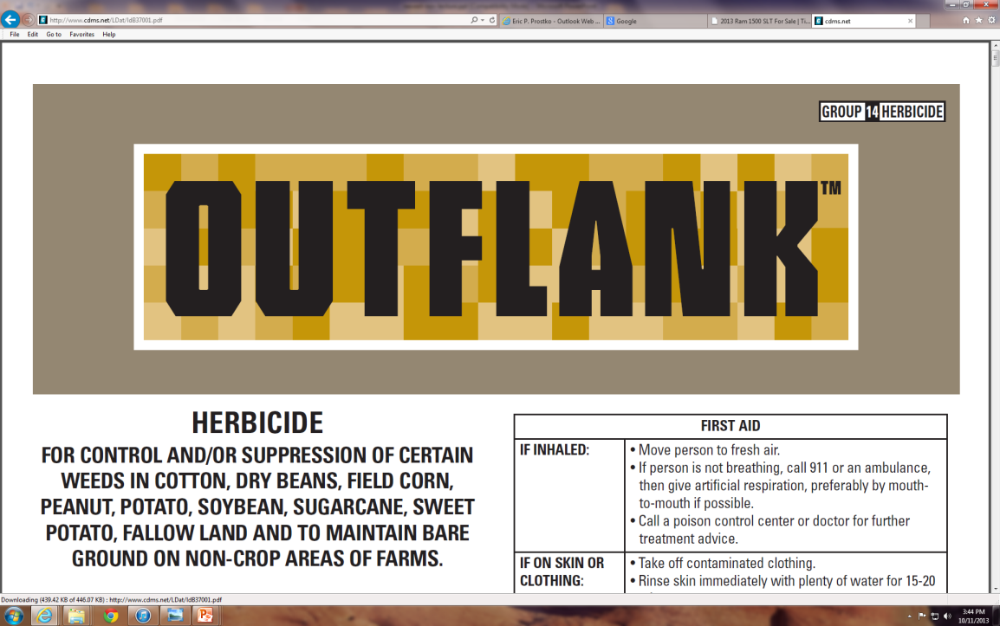 http://www.cdms.net/LDat/ldB37001.pdf
Eric P. Prostko - Outlook Web ...
Google
2013 Ram 1500 SLT For Sale | Ti...
cdms.net
File Edit Go to Favorites Help
GROUP 14 HERBICIDE
OUTFLANK™
HERBICIDE
FOR CONTROL AND/OR SUPPRESSION OF CERTAIN
WEEDS IN COTTON, DRY BEANS, FIELD CORN,
PEANUT, POTATO, SOYBEAN, SUGARCANE, SWEET
POTATO, FALLOW LAND AND TO MAINTAIN BARE
GROUND ON NON-CROP AREAS OF FARMS.
FIRST AID
IF INHALED:
• Move person to fresh air.
• If person is not breathing, call 911 or an ambulance,
then give artificial respiration, preferably by mouth-
to-mouth if possible.
• Call a poison control center or doctor for further
treatment advice.
IF ON SKIN OR
CLOTHING:
• Take off contaminated clothing.
• Rinse skin immediately with plenty of water for 15-20
Downloading (439.42 KB of 446.07 KB) : http://www.cdms.net/LDat/ldB37001.pdf
3:44 PM
10/11/2013